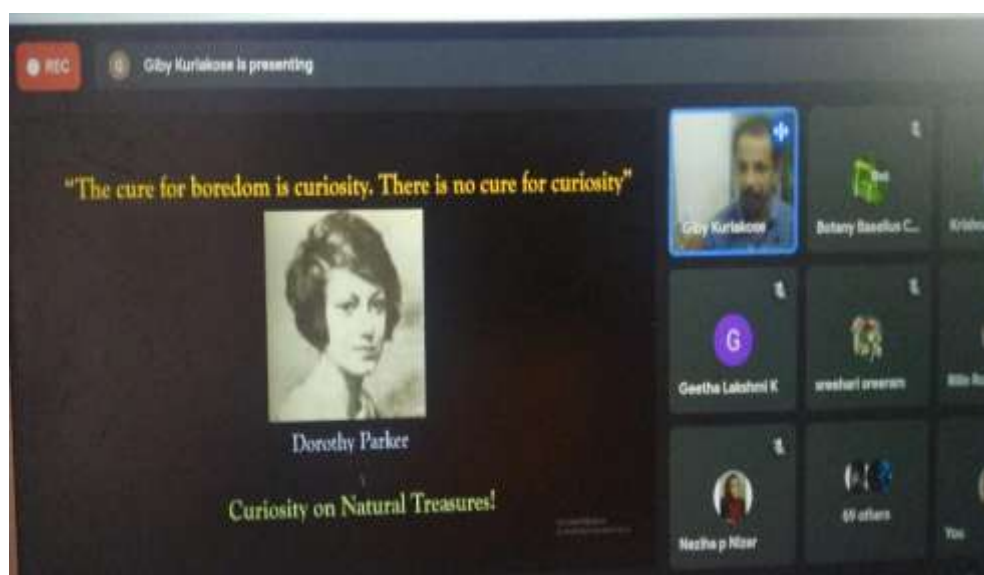 REC
Giby Kuriakose is presenting
“The cure for boredom is curiosity. There is no cure for curiosity”
Dorothy Parker
Curiosity on Natural Treasures!
Giby Kuriakose
Botany Baselius C...
G
Geetha Lakshmi K
sreehari sreeram
Neziha p Nizar
69 others
You